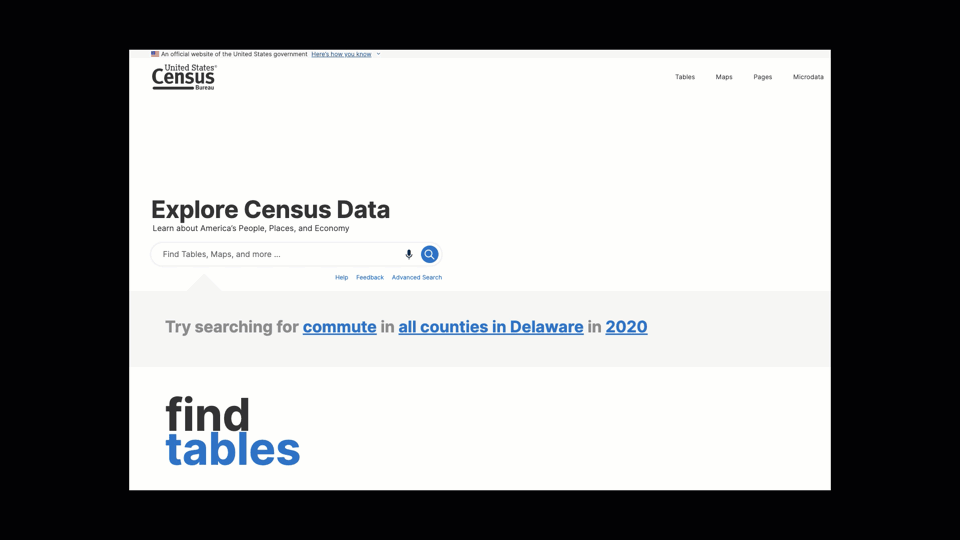 An official website of the United States government Here's how you know
United States®
Census
Bureau
Tables Maps Pages Microdata
Explore Census Data
Learn about America's People, Places, and Economy
Find Tables, Maps, and more ...
Help Feedback Advanced Search
Try searching for commute in all counties in Delaware in 2020
find
tables